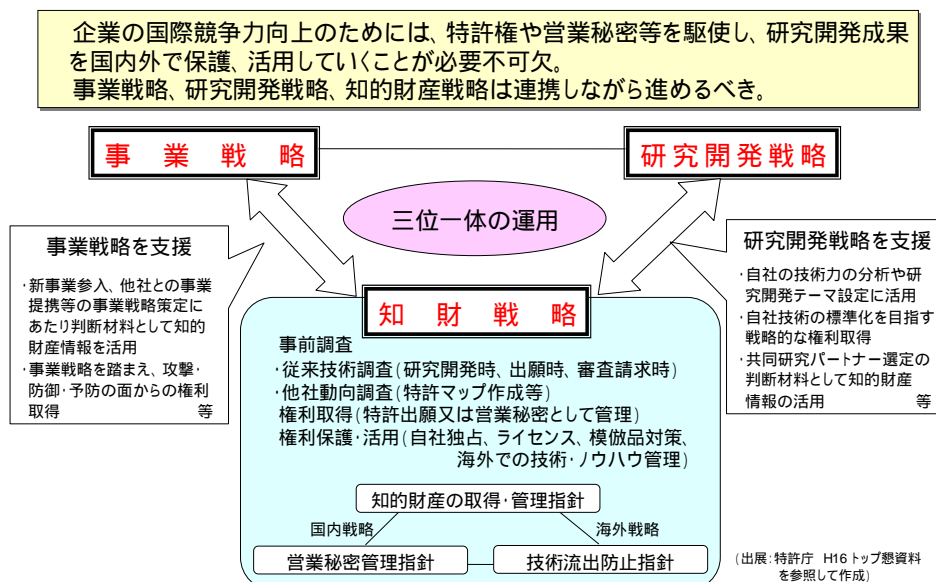 企業の国際競争力向上のためには、特許権や営業秘密等を駆使し、研究開発成果
を国内外で保護、活用していくことが必要不可欠。
事業戦略、研究開発戦略、知的財産戦略は連携しながら進めるべき。
事業戦略
研究開発戦略
三位一体の運用
事業戦略を支援
・新事業参入、他社との事業
提携等の事業戦略策定に
あたり判断材料として知的
財産情報を活用
・事業戦略を踏まえ、攻撃・
防御・予防の面からの権利
取得 等
研究開発戦略を支援
・自社の技術力の分析や研
究開発テーマ設定に活用
・自社技術の標準化を目指す
戦略的な権利取得
・共同研究パートナー選定の
判断材料として知的財産
情報の活用 等
知財戦略
事前調査
・従来技術調査(研究開発時、出願時、審査請求時)
・他社動向調査(特許マップ作成等)
権利取得(特許出願又は営業秘密として管理)
権利保護・活用(自社独占、ライセンス、模倣品対策、
海外での技術・ノウハウ管理)
知的財産の取得・管理指針
国内戦略
海外戦略
営業秘密管理指針
技術流出防止指針
(出展:特許庁 H16トップ懇資料
を参照して作成)